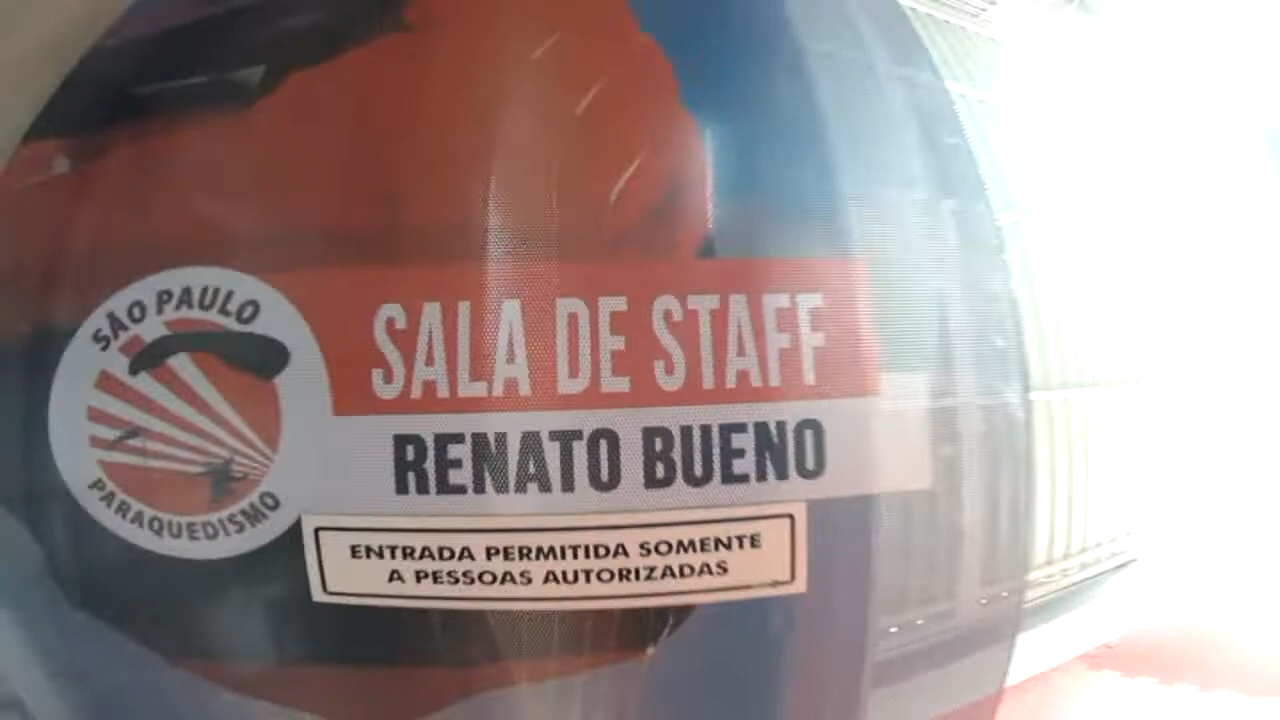 SÃO PAULO
PARAQUEDISMO
SALA DE STAFF
RENATO BUENO
ENTRADA PERMITIDA SOMENTE
A PESSOAS AUTORIZADAS